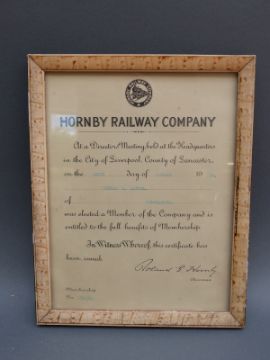 HORNBY RAILWAY COMPANY
At a Directors' Meeting, held at the Headquarters
in the City of Liverpool, County of Lancaster,
on the day of 19
of
was elected a Member of the Company and is
entitled to the full benefits of Membership.
In Witness Whereof, this certificate has
been issued.
Chairman
Membership
No.